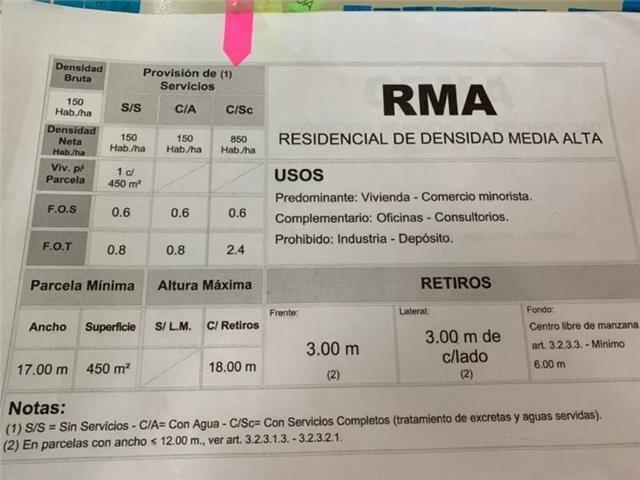 Densidad Bruta
Provisión de (1) Servicios
150 Hab./ha
S/S
C/A
C/Sc
Densidad Neta Hab./ha
150 Hab./ha
150 Hab./ha
850 Hab./ha
Viv. p/ Parcela
1 c/ 450 m²
F.O.S
0.6
0.6
0.6
F.O.T
0.8
0.8
2.4
RMA
RESIDENCIAL DE DENSIDAD MEDIA ALTA
USOS
Predominante: Vivienda - Comercio minorista.
Complementario: Oficinas - Consultorios.
Prohibido: Industria - Depósito.
Parcela Mínima
Altura Máxima
RETIROS
Ancho
Superficie
S/ L.M.
C/ Retiros
17.00 m
450 m²
18.00 m
Frente:
3.00 m
(2)
Lateral:
3.00 m de
c/lado
(2)
Fondo:
Centro libre de manzana
art. 3.2.3.3. - Mínimo
6.00 m
Notas:
(1) S/S = Sin Servicios - C/A= Con Agua - C/Sc= Con Servicios Completos (tratamiento de excretas y aguas servidas).
(2) En parcelas con ancho ≤ 12.00 m., ver art. 3.2.3.1.3. - 3.2.3.2.1.